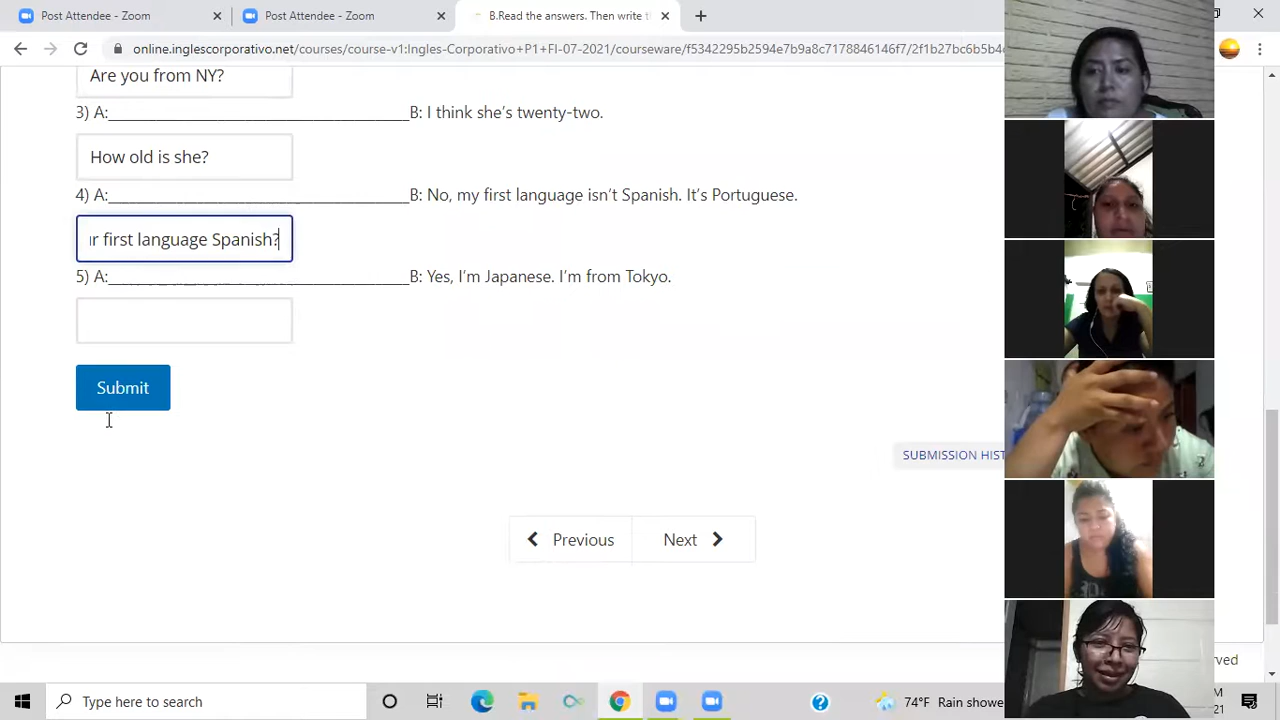 Post Attendee - Zoom
Post Attendee - Zoom
B.Read the answers. Then write t
online.inglescorporativo.net/courses/course-v1:Ingles-Corporativo+P1+FI-07-2021/courseware/f5342295b2594e7b9a8c7178846146f7/2f1b27bc6b5b4
Are you from NY?
3) A:___________________________________B: I think she's twenty-two.
How old is she?
4) A:___________________________________B: No, my first language isn't Spanish. It's Portuguese.
r first language Spanish?
5) A:___________________________________B: Yes, I'm Japanese. I'm from Tokyo.
Submit
SUBMISSION HIST
Previous
Next
Type here to search
74°F Rain showe